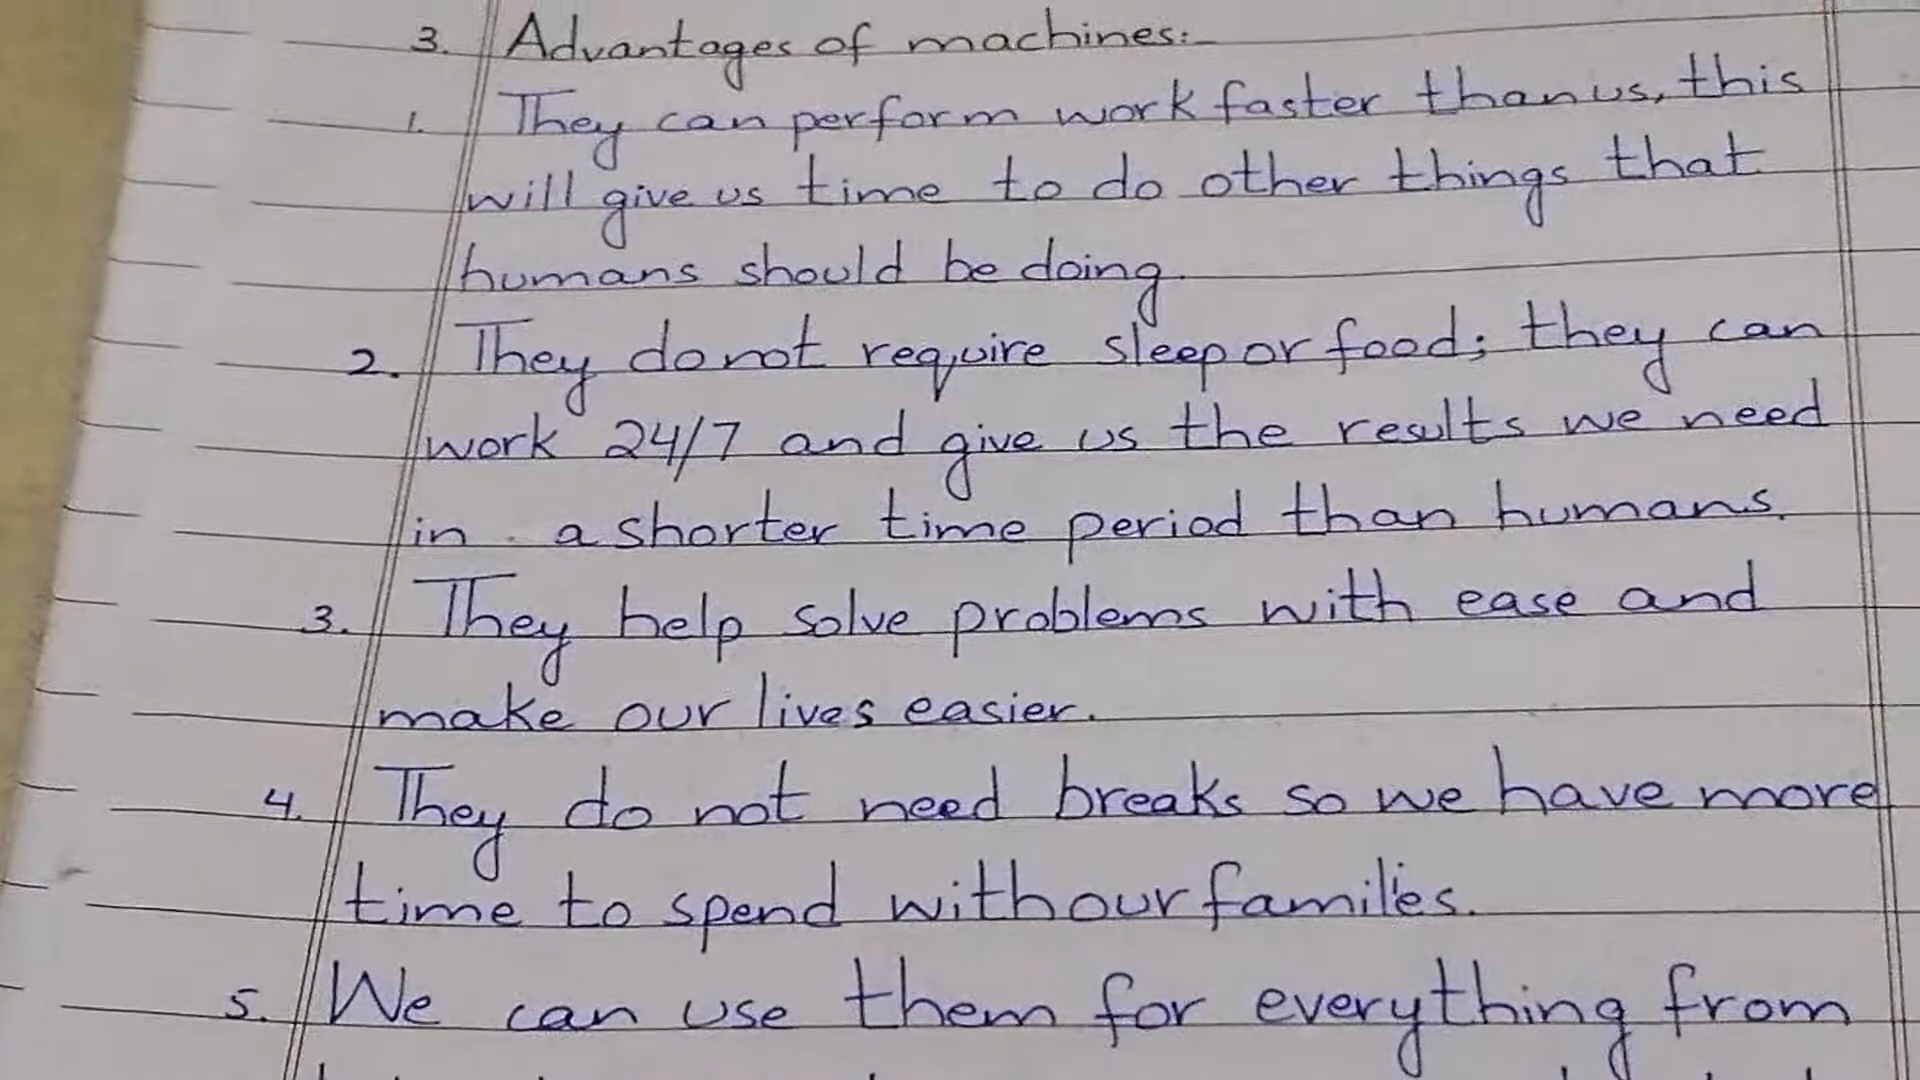 3. Advantages of machines:-
1. They can perform work faster than us, this
will give us time to do other things that
humans should be doing.
2. They do not require sleep or food; they can
work 24/7 and give us the results we need
in a shorter time period than humans.
3. They help solve problems with ease and
make our lives easier.
4. They do not need breaks so we have more
time to spend with our families.
5. We can use them for everything from